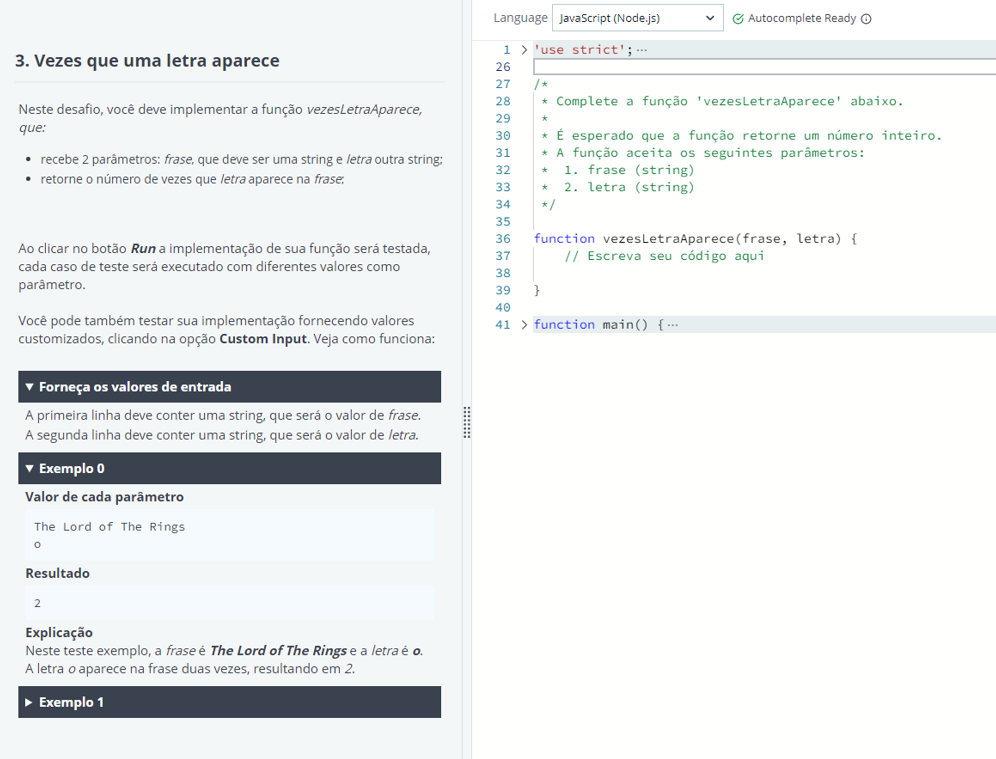 3. Vezes que uma letra aparece
Neste desafio, você deve implementar a função vezesLetraAparece,
que:
recebe 2 parâmetros: frase, que deve ser uma string e letra outra string;
retorne o número de vezes que letra aparece na frase;
Ao clicar no botão Run a implementação de sua função será testada,
cada caso de teste será executado com diferentes valores como
parâmetro.
Você pode também testar sua implementação fornecendo valores
customizados, clicando na opção Custom Input. Veja como funciona:
▼ Forneça os valores de entrada
A primeira linha deve conter uma string, que será o valor de frase.
A segunda linha deve conter uma string, que será o valor de letra.
▼ Exemplo 0
Valor de cada parâmetro
The Lord of The Rings
o
Resultado
2
Explicação
Neste teste exemplo, a frase é The Lord of The Rings e a letra é o.
A letra o aparece na frase duas vezes, resultando em 2.
► Exemplo 1
Language JavaScript (Node.js) Autocomplete Ready
1 > 'use strict'; ···
26
27 /*
28 * Complete a função 'vezesLetraAparece' abaixo.
29 *
30 * É esperado que a função retorne um número inteiro.
31 * A função aceita os seguintes parâmetros:
32 * 1. frase (string)
33 * 2. letra (string)
34 */
35
36 function vezesLetraAparece(frase, letra) {
37 // Escreva seu código aqui
38
39 }
40
41 > function main() { ···